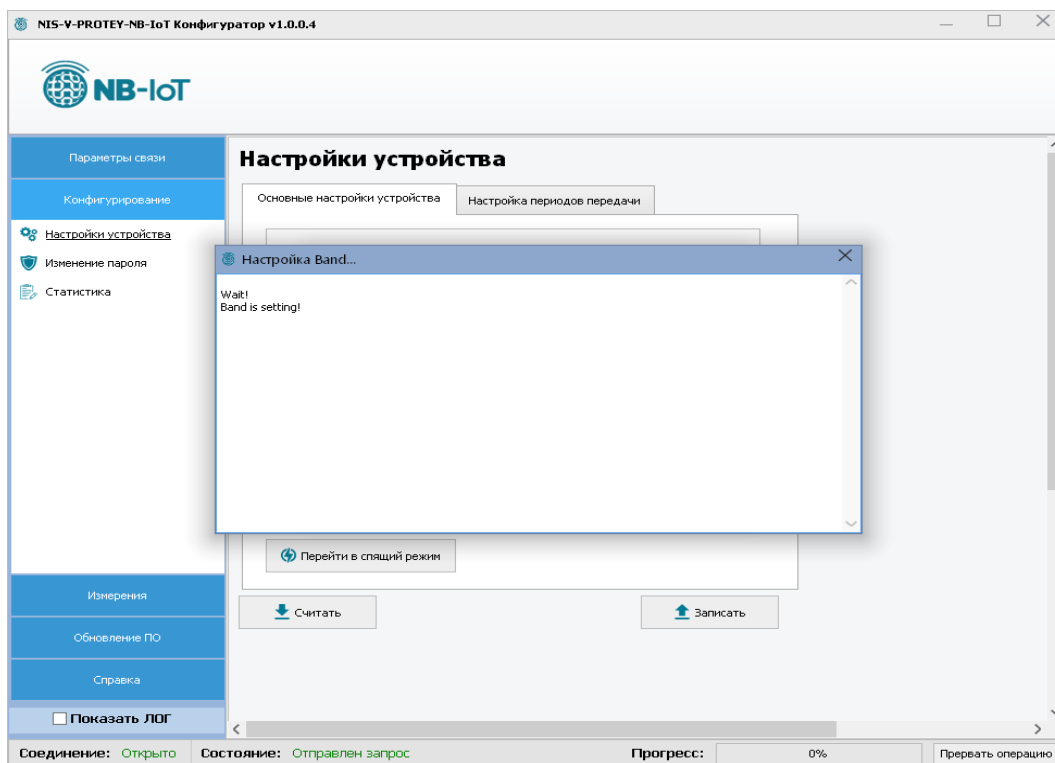 NIS-V-PROTEY-NB-IoT Конфигуратор v1.0.0.4
NB-IoT
Параметры связи
Конфигурирование
Настройки устройства
Изменение пароля
Статистика
Измерения
Обновление ПО
Справка
Показать ЛОГ
Настройки устройства
Основные настройки устройства
Настройка периодов передачи
Настройка Band...
Wait!
Band is setting!
Перейти в спящий режим
Считать
Записать
Соединение: Открыто Состояние: Отправлен запрос Прогресс: 0% Прервать операцию